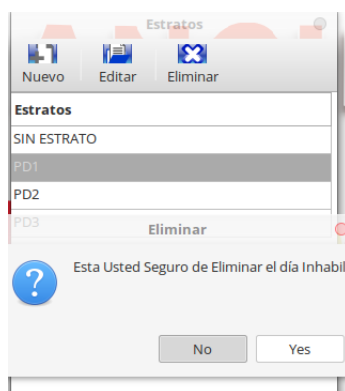 Estratos
Nuevo Editar Eliminar
Estratos
SIN ESTRATO
PD1
PD2
PD3
Eliminar
Esta Usted Seguro de Eliminar el día Inhabil
No Yes